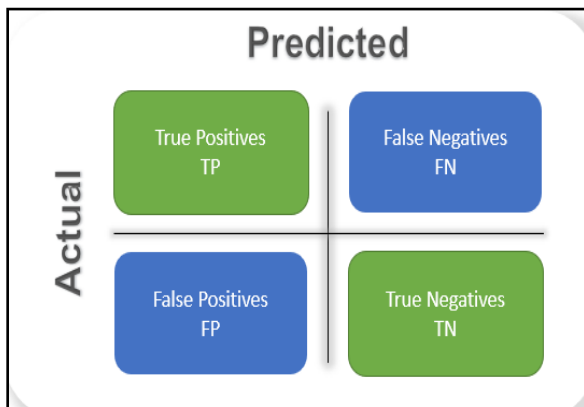 Predicted
Actual
True Positives
TP
False Negatives
FN
False Positives
FP
True Negatives
TN